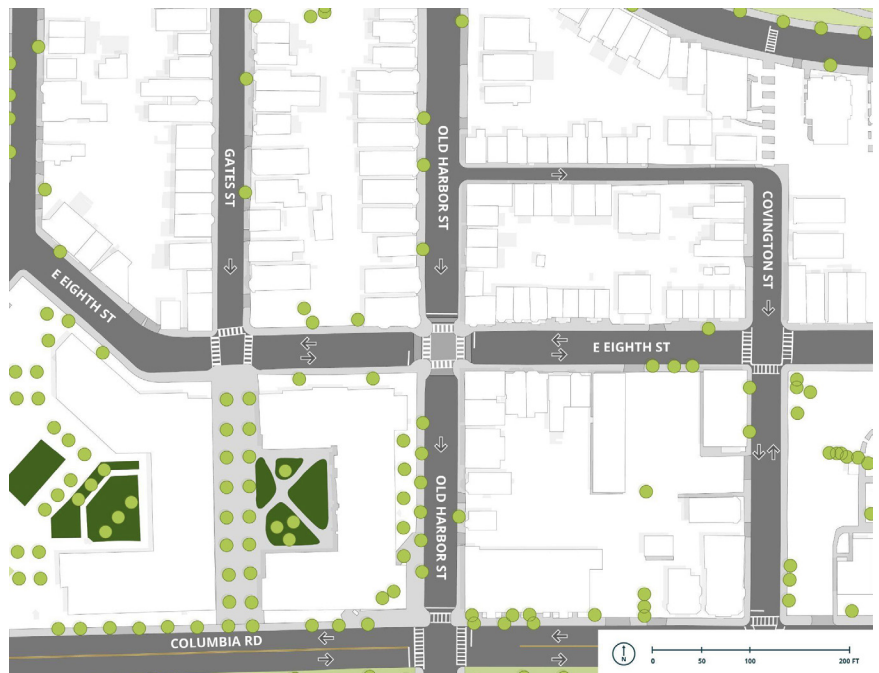 GATES ST
OLD HARBOR ST
COVINGTON ST
E EIGHTH ST
E EIGHTH ST
OLD HARBOR ST
COLUMBIA RD
N
0 50 100 200 FT